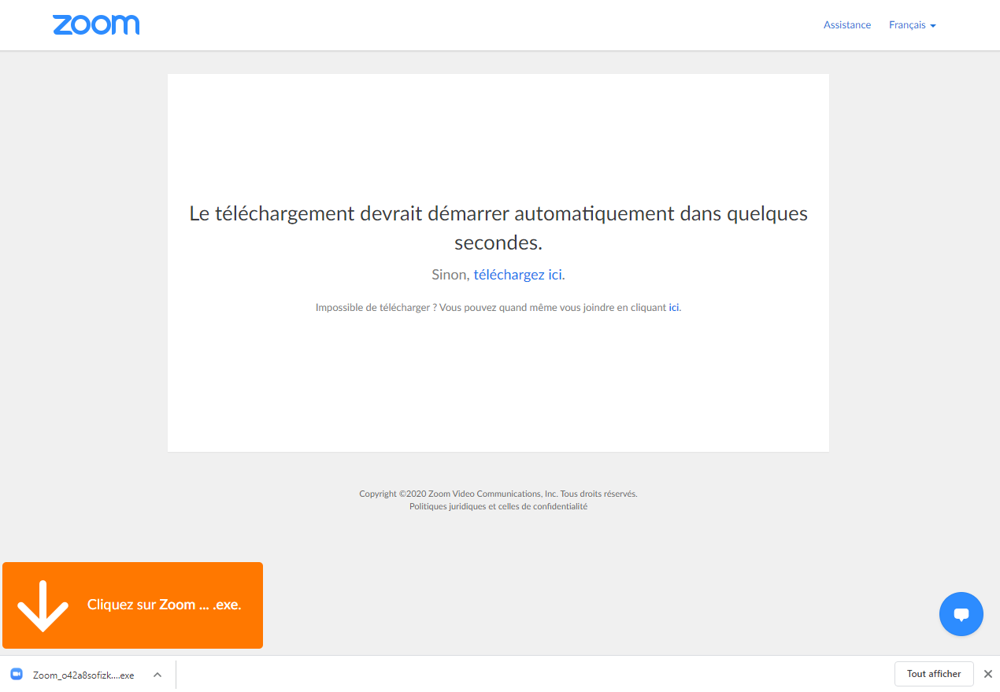 zoom
Assistance
Français
Le téléchargement devrait démarrer automatiquement dans quelques
secondes.
Sinon, téléchargez ici.
Impossible de télécharger ? Vous pouvez quand même vous joindre en cliquant ici.
Copyright ©2020 Zoom Video Communications, Inc. Tous droits réservés.
Politiques juridiques et celles de confidentialité
Cliquez sur Zoom ... .exe.
Zoom_o42a8sofizk....exe
Tout afficher